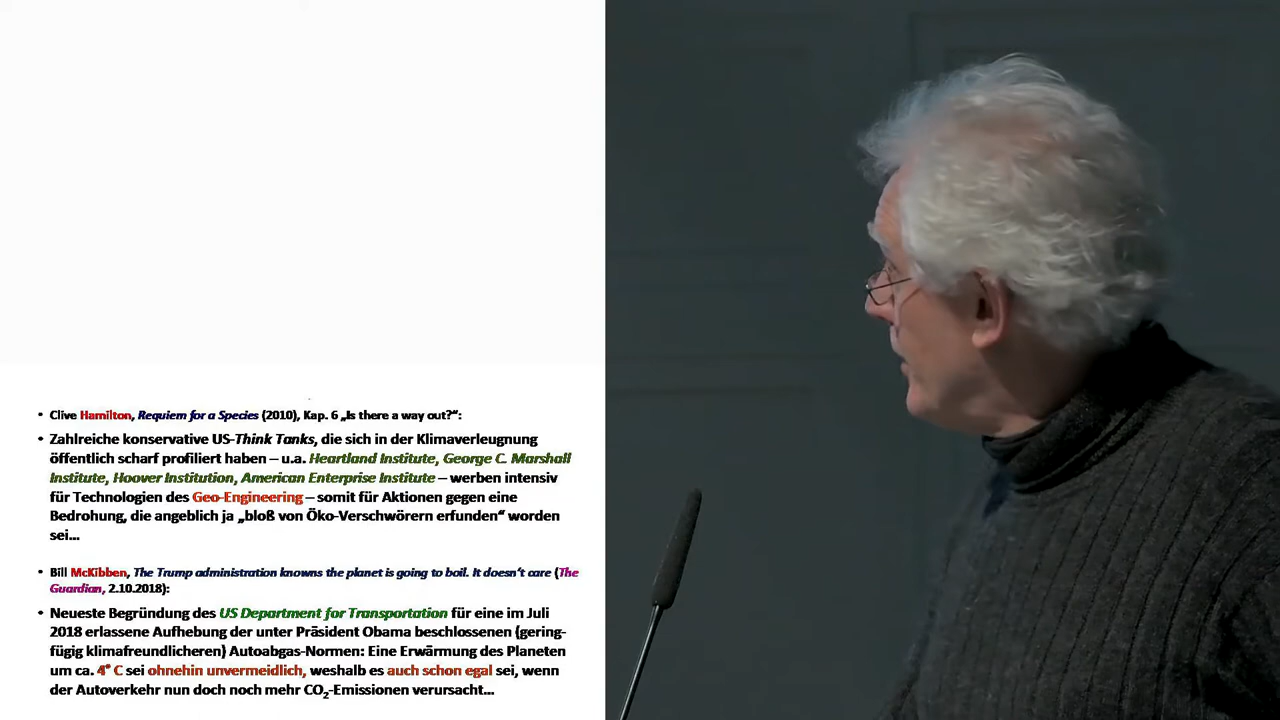 • Clive Hamilton, Requiem for a Species (2010), Kap. 6 „Is there a way out?“:
• Zahlreiche konservative US-Think Tanks, die sich in der Klimaverleugnung
öffentlich scharf profiliert haben – u.a. Heartland Institute, George C. Marshall
Institute, Hoover Institution, American Enterprise Institute – werben intensiv
für Technologien des Geo-Engineering – somit für Aktionen gegen eine
Bedrohung, die angeblich ja „bloß von Öko-Verschwörern erfunden“ worden
sei...
• Bill McKibben, The Trump administration knowns the planet is going to boil. It doesn‘t care (The
Guardian, 2.10.2018):
• Neueste Begründung des US Department for Transportation für eine im Juli
2018 erlassene Aufhebung der unter Präsident Obama beschlossenen (gering-
fügig klimafreundlicheren) Autoabgas-Normen: Eine Erwärmung des Planeten
um ca. 4° C sei ohnehin unvermeidlich, weshalb es auch schon egal sei, wenn
der Autoverkehr nun doch noch mehr CO₂-Emissionen verursacht...